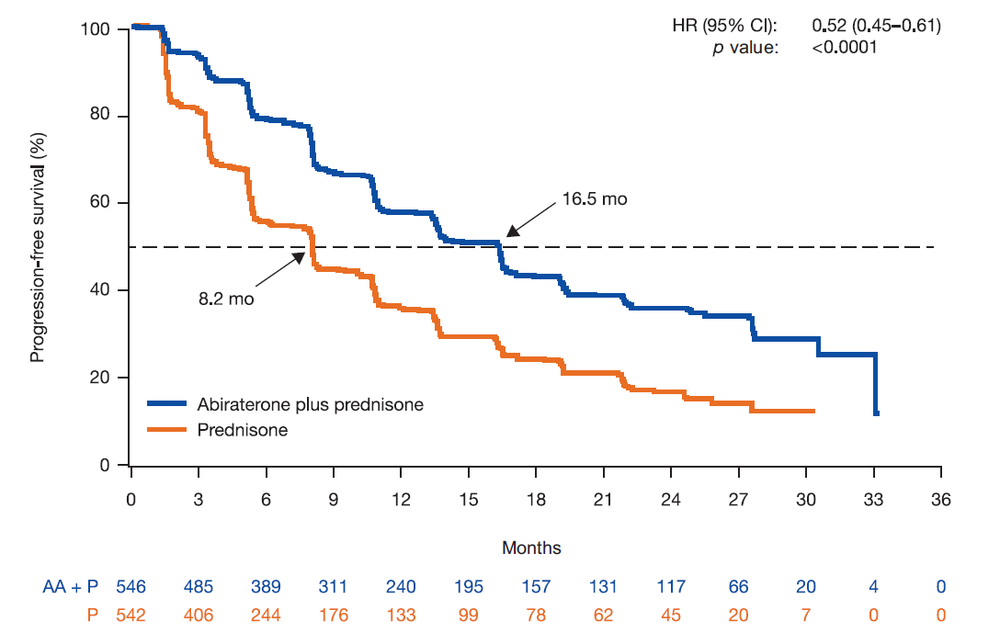 HR (95% CI): 0.52 (0.45–0.61)
p value: <0.0001
Progression-free survival (%)
100
80
60
40
20
0
16.5 mo
8.2 mo
Abiraterone plus prednisone
Prednisone
0 3 6 9 12 15 18 21 24 27 30 33 36
Months
AA + P 546 485 389 311 240 195 157 131 117 66 20 4 0
P 542 406 244 176 133 99 78 62 45 20 7 0 0